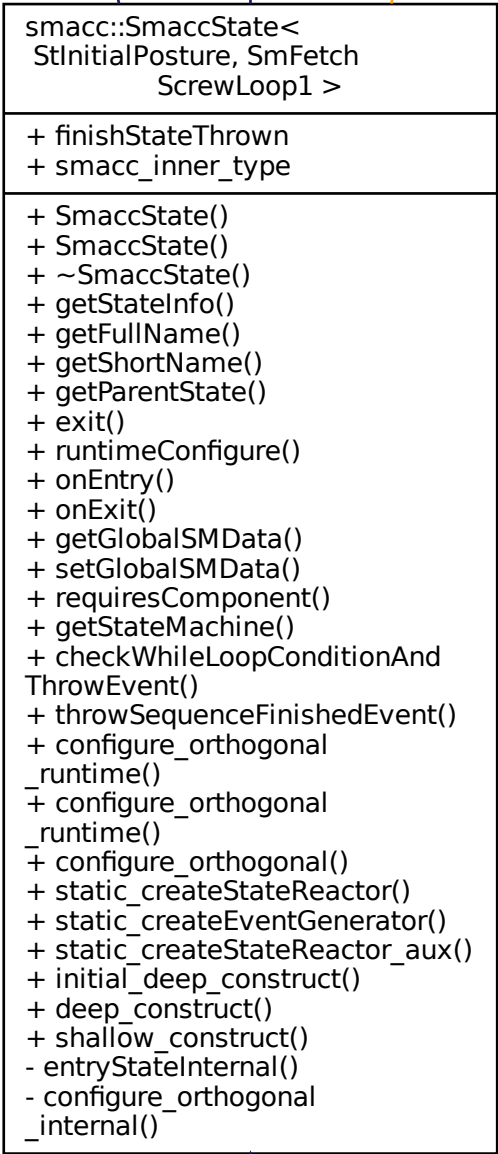 smacc::SmaccState<
StInitialPosture, SmFetch
ScrewLoop1 >
+ finishStateThrown
+ smacc_inner_type
+ SmaccState()
+ SmaccState()
+ ~SmaccState()
+ getStateInfo()
+ getFullName()
+ getShortName()
+ getParentState()
+ exit()
+ runtimeConfigure()
+ onEntry()
+ onExit()
+ getGlobalSMData()
+ setGlobalSMData()
+ requiresComponent()
+ getStateMachine()
+ checkWhileLoopConditionAnd
ThrowEvent()
+ throwSequenceFinishedEvent()
+ configure_orthogonal
_runtime()
+ configure_orthogonal
_runtime()
+ configure_orthogonal()
+ static_createStateReactor()
+ static_createEventGenerator()
+ static_createStateReactor_aux()
+ initial_deep_construct()
+ deep_construct()
+ shallow_construct()
- entryStateInternal()
- configure_orthogonal
_internal()